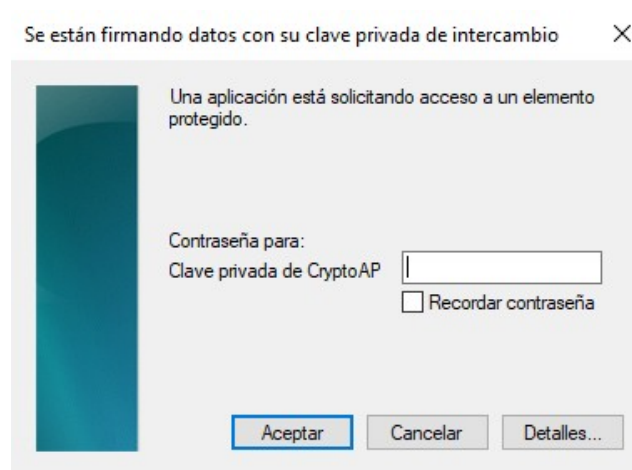 Se están firmando datos con su clave privada de intercambio
Una aplicación está solicitando acceso a un elemento
protegido.
Contraseña para:
Clave privada de CryptoAP
Recordar contraseña
Aceptar
Cancelar
Detalles...